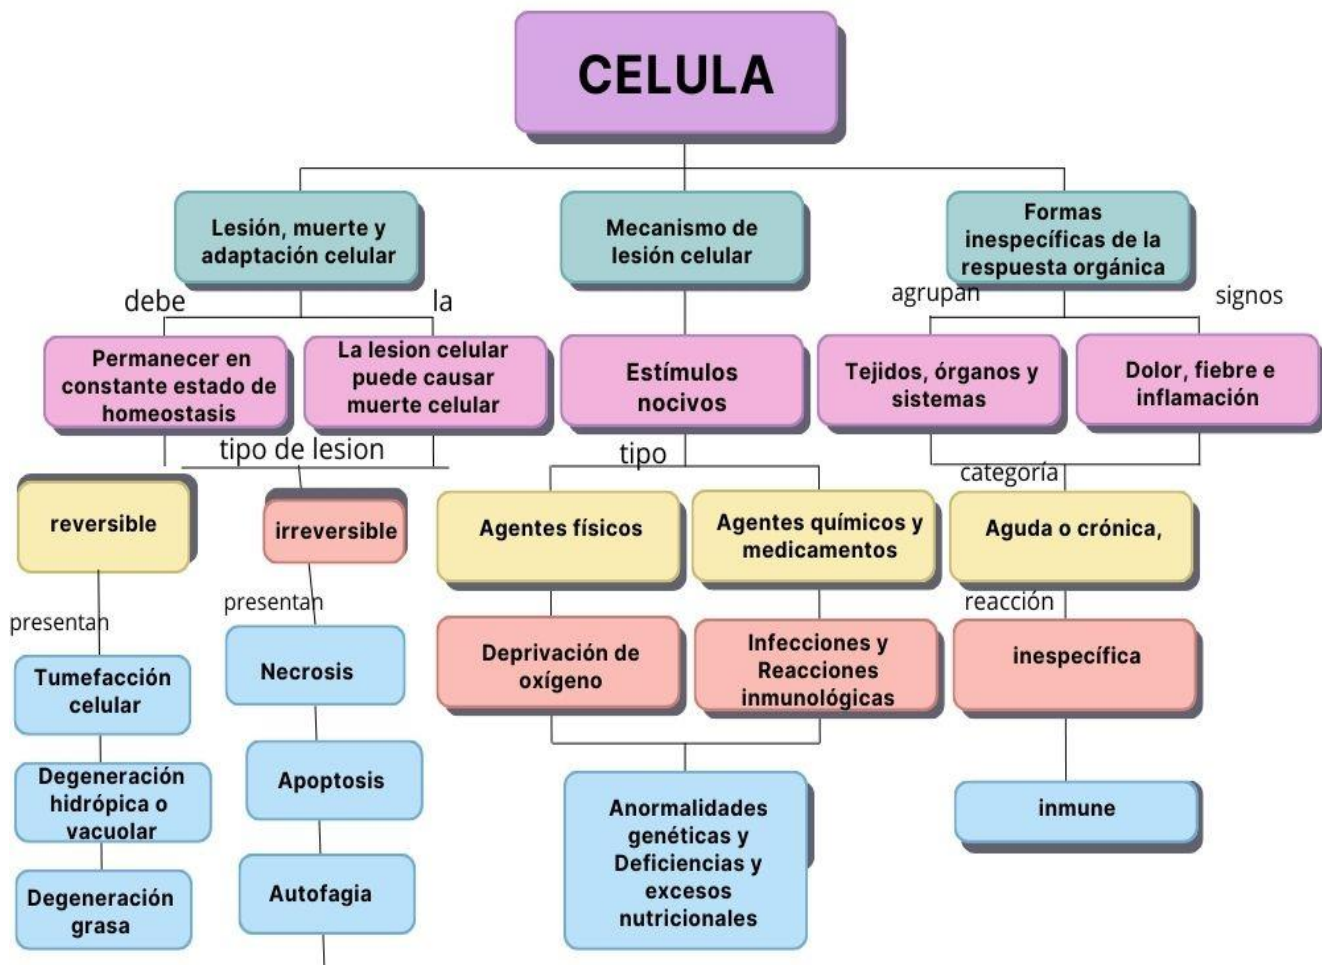 CELULA
Lesión, muerte y
adaptación celular
Mecanismo de
lesión celular
Formas
inespecíficas de la
respuesta orgánica
debe
la
agrupan
signos
Permanecer en
constante estado de
homeostasis
La lesion celular
puede causar
muerte celular
Estímulos
nocivos
Tejidos, órganos y
sistemas
Dolor, fiebre e
inflamación
tipo de lesion
tipo
categoría
reversible
irreversible
Agentes físicos
Agentes químicos y
medicamentos
Aguda o crónica,
presentan
presentan
reacción
Tumefacción
celular
Necrosis
Deprivación de
oxígeno
Infecciones y
Reacciones
inmunológicas
inespecífica
Degeneración
hidrópica o
vacuolar
Apoptosis
Anormalidades
genéticas y
Deficiencias y
excesos
nutricionales
inmune
Degeneración
grasa
Autofagia